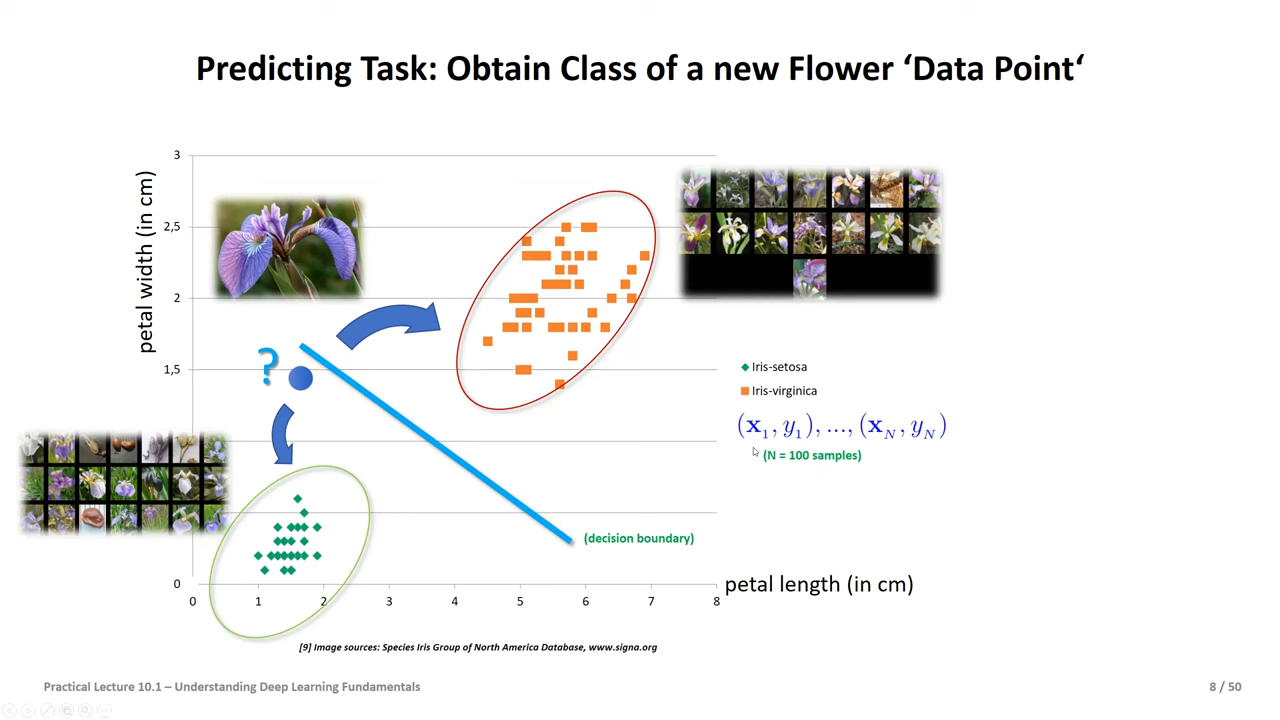 Predicting Task: Obtain Class of a new Flower ‘Data Point‘
petal width (in cm)
3
2,5
2
1,5
0
?
0 1 2 3 4 5 6 7 8
petal length (in cm)
Iris-setosa
Iris-virginica
(x₁, y₁), ..., (x_N, y_N)
(N = 100 samples)
(decision boundary)
[9] Image sources: Species Iris Group of North America Database, www.signa.org
Practical Lecture 10.1 – Understanding Deep Learning Fundamentals
8 / 50